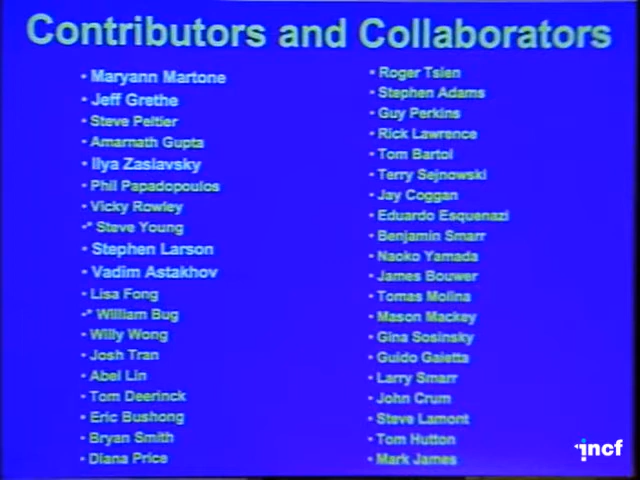 Contributors and Collaborators
• Maryann Martone
• Jeff Grethe
• Steve Peltier
• Amarnath Gupta
• Ilya Zaslavsky
• Phil Papadopoulos
• Vicky Rowley
•* Steve Young
• Stephen Larson
• Vadim Astakhov
• Lisa Fong
•* William Bug
• Willy Wong
• Josh Tran
• Abel Lin
• Tom Deerinck
• Eric Bushong
• Bryan Smith
• Diana Price
• Roger Tsien
• Stephen Adams
• Guy Perkins
• Rick Lawrence
• Tom Bartol
• Terry Sejnowski
• Jay Coggan
• Eduardo Esquenazi
• Benjamin Smarr
• Naoko Yamada
• James Bouwer
• Tomas Molina
• Mason Mackey
• Gina Sosinsky
• Guido Gaietta
• Larry Smarr
• John Crum
• Steve Lamont
• Tom Hutton
• Mark James
incf